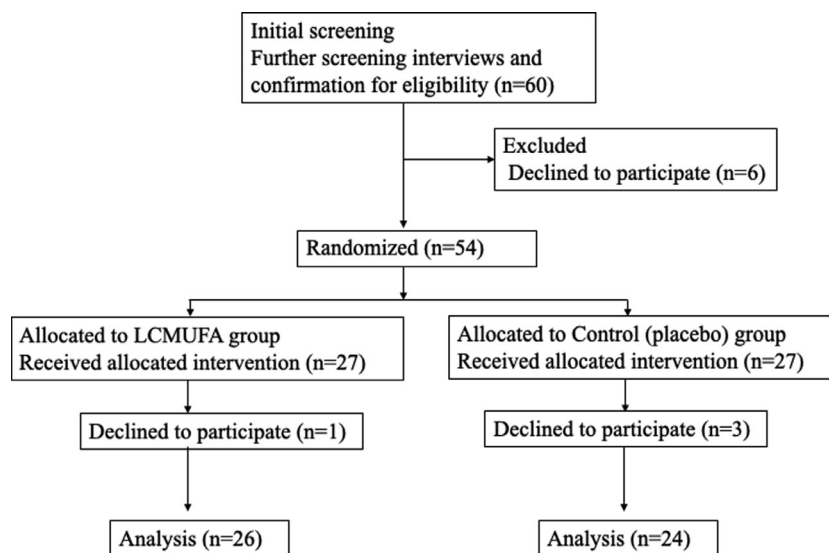 Initial screening
Further screening interviews and
confirmation for eligibility (n=60)
Excluded
Declined to participate (n=6)
Randomized (n=54)
Allocated to LCMUFA group
Received allocated intervention (n=27)
Allocated to Control (placebo) group
Received allocated intervention (n=27)
Declined to participate (n=1)
Declined to participate (n=3)
Analysis (n=26)
Analysis (n=24)